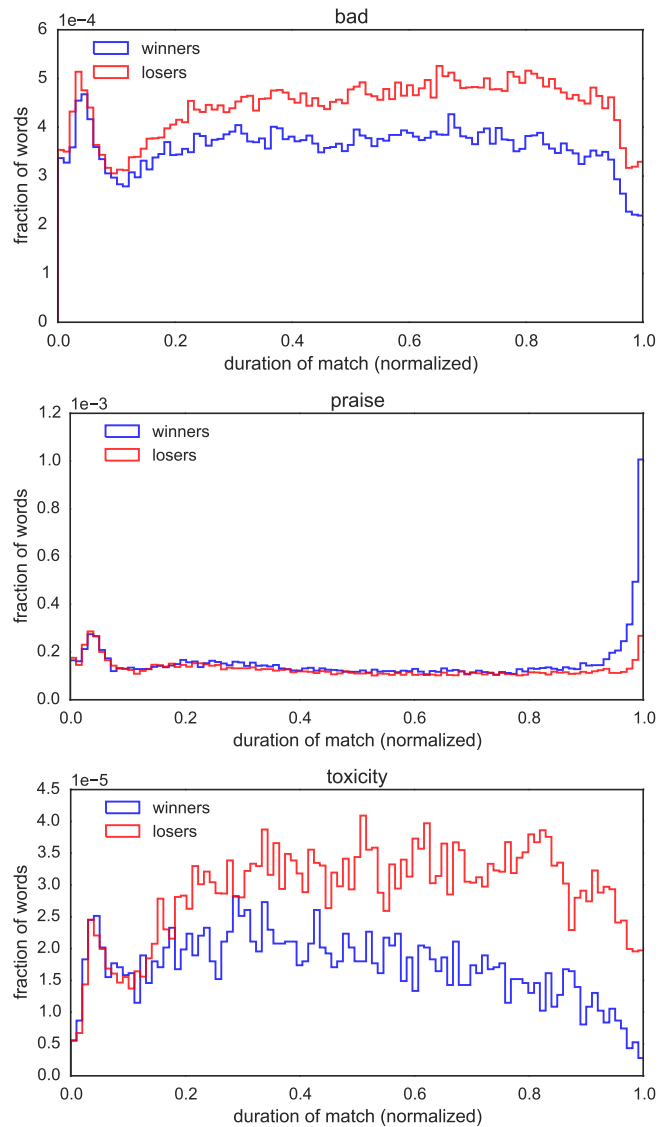 bad
1e−4
winners
losers
6
5
4
3
2
1
0
fraction of words
0.0 0.2 0.4 0.6 0.8 1.0
duration of match (normalized)
praise
1e−3
winners
losers
1.2
1.0
0.8
0.6
0.4
0.2
0.0
fraction of words
0.0 0.2 0.4 0.6 0.8 1.0
duration of match (normalized)
toxicity
1e−5
winners
losers
4.5
4.0
3.5
3.0
2.5
2.0
1.5
1.0
0.5
0.0
fraction of words
0.0 0.2 0.4 0.6 0.8 1.0
duration of match (normalized)